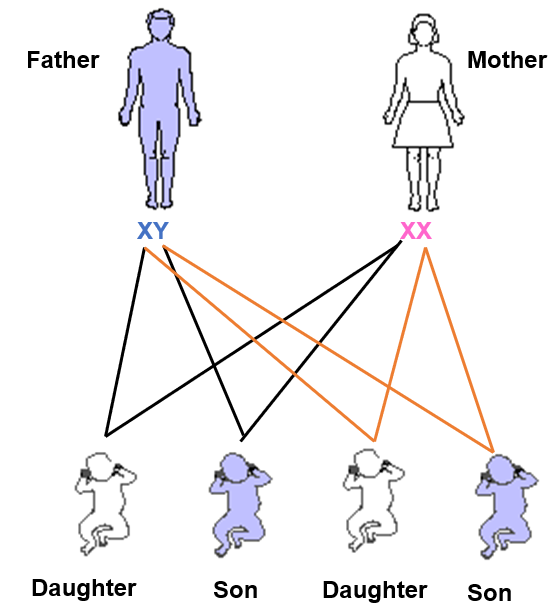 Father
Mother
XY
XX
Daughter
Son
Daughter
Son